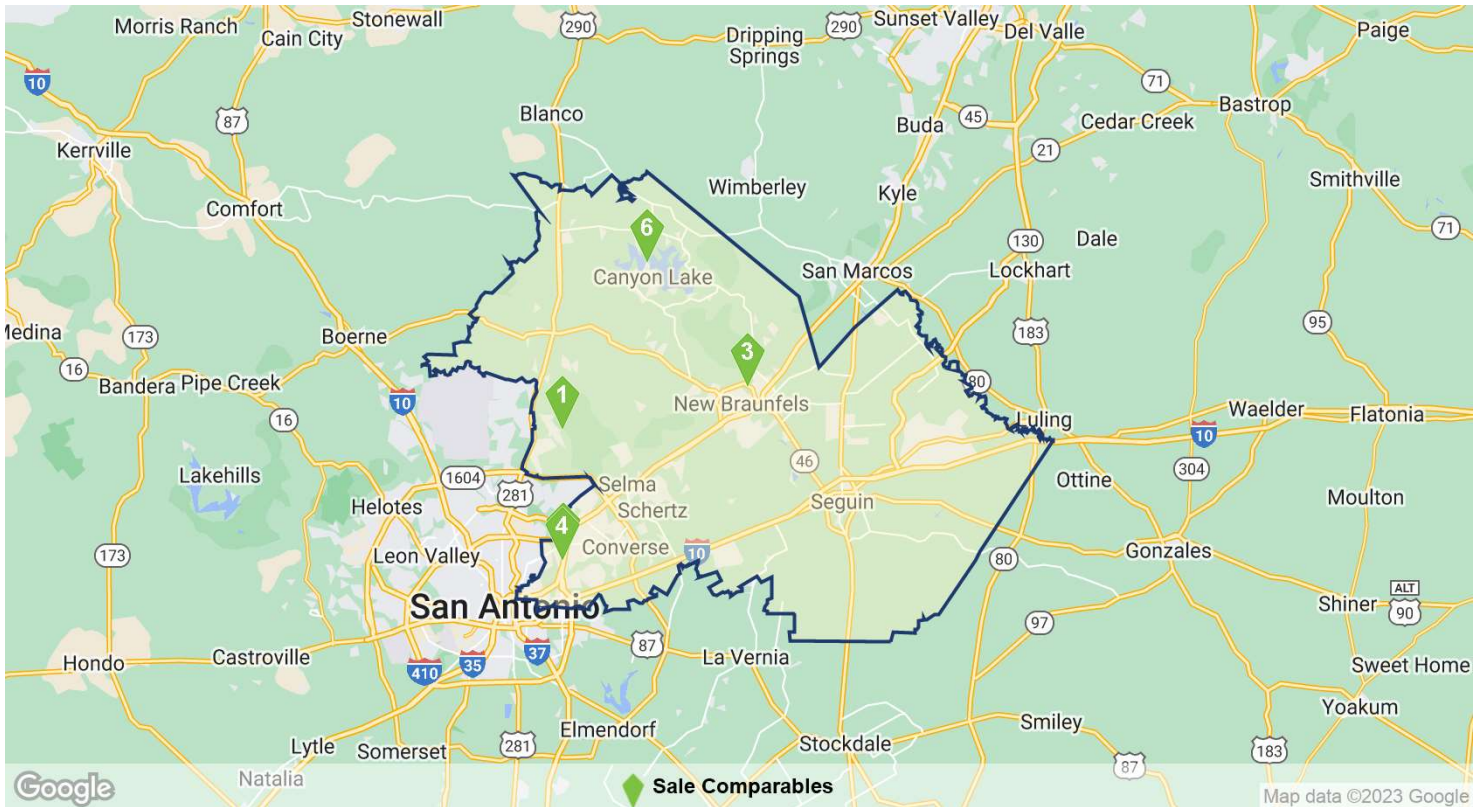 Morris Ranch
Stonewall
Cain City
290
Dripping
Springs
290
Sunset Valley
Del Valle
Paige
10
87
71
Bastrop
Blanco
Buda
45
Cedar Creek
Kerrville
21
Comfort
Wimberley
Kyle
Smithville
71
6
130
Dale
Canyon Lake
San Marcos
Lockhart
Medina
173
Boerne
183
95
16
Bandera
Pipe Creek
3
80
10
1
New Braunfels
Luling
Waelder
Flatonia
16
10
Lakehills
1604
281
Selma
46
304
Ottine
Helotes
Schertz
Seguin
Moulton
173
Leon Valley
4
Converse
10
80
Gonzales
San Antonio
ALT
90
Shiner
97
Hondo
Castroville
87
La Vernia
410
35
37
Sweet Home
Elmendorf
Smiley
Yoakum
Lytle
Somerset
281
Stockdale
183
87
Natalia
Google
Sale Comparables
Map data ©2023 Google